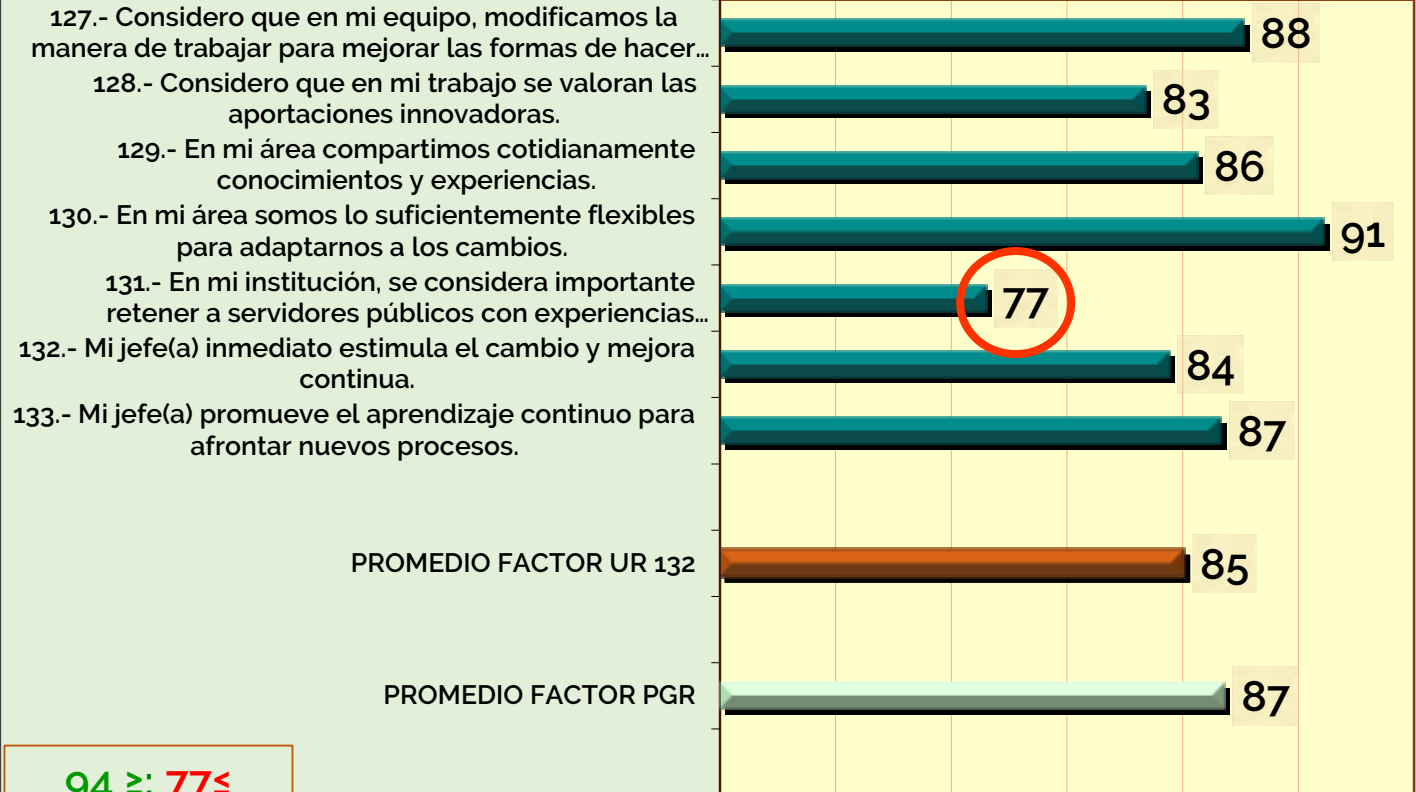 127.- Considero que en mi equipo, modificamos la
manera de trabajar para mejorar las formas de hacer…
88
128.- Considero que en mi trabajo se valoran las
aportaciones innovadoras.
83
129.- En mi área compartimos cotidianamente
conocimientos y experiencias.
86
130.- En mi área somos lo suficientemente flexibles
para adaptarnos a los cambios.
91
131.- En mi institución, se considera importante
retener a servidores públicos con experiencias…
77
132.- Mi jefe(a) inmediato estimula el cambio y mejora
continua.
84
133.- Mi jefe(a) promueve el aprendizaje continuo para
afrontar nuevos procesos.
87
PROMEDIO FACTOR UR 132
85
PROMEDIO FACTOR PGR
87
94 ≥; 77≤